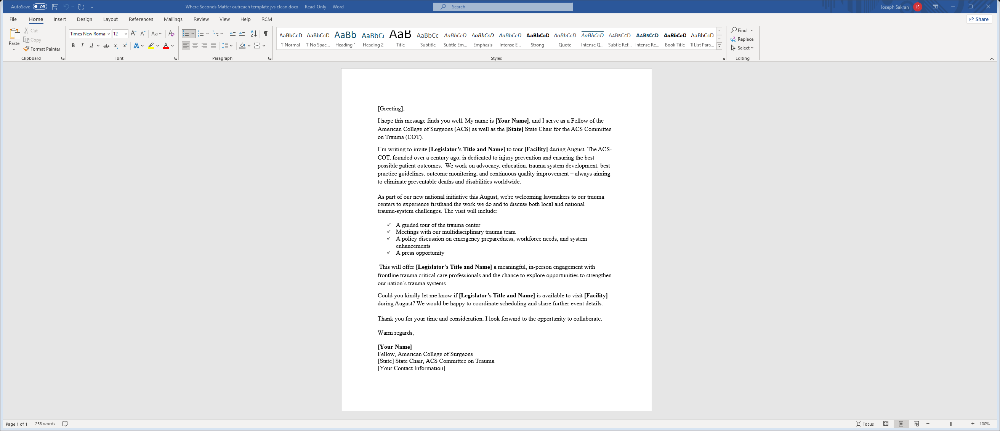 AutoSave Off Where Seconds Matter outreach template jvs clean.docx - Read-Only - Word Search Joseph Sakran JS
File Home Insert Design Layout References Mailings Review View Help RCM Share
Paste
Cut
Copy
Format Painter
Clipboard
Times New Roma 12
Font
Paragraph
AaBbCcD AaBbCcD AaBb AaBbCc AaB AaBbCc AaBbCcD AaBbCcD AaBbCcD AaBbCcD AaBbCcD AaBbCcD AaBbCcD AaBbCcD AaBbCcD AaBbCcD
¶ Normal ¶ No Spac... Heading 1 Heading 2 Title Subtitle Subtle Em... Emphasis Intense E... Strong Quote Intense Q... Subtle Ref... Intense Re... Book Title ¶ List Para...
Styles
Find
Replace
Select
Editing
[Greeting],
I hope this message finds you well. My name is [Your Name], and I serve as a Fellow of the
American College of Surgeons (ACS) as well as the [State] State Chair for the ACS Committee
on Trauma (COT).
I’m writing to invite [Legislator’s Title and Name] to tour [Facility] during August. The ACS-
COT, founded over a century ago, is dedicated to injury prevention and ensuring the best
possible patient outcomes.  We work on advocacy, education, trauma system development, best
practice guidelines, outcome monitoring, and continuous quality improvement – always aiming
to eliminate preventable deaths and disabilities worldwide.
As part of our new national initiative this August, we're welcoming lawmakers to our trauma
centers to experience firsthand the work we do and to discuss both local and national
trauma-system challenges. The visit will include:
✓ A guided tour of the trauma center
✓ Meetings with our multidisciplinary trauma team
✓ A policy discussion on emergency preparedness, workforce needs, and system
enhancements
✓ A press opportunity
This will offer [Legislator’s Title and Name] a meaningful, in-person engagement with
frontline trauma critical care professionals and the chance to explore opportunities to strengthen
our nation’s trauma systems.
Could you kindly let me know if [Legislator’s Title and Name] is available to visit [Facility]
during August? We would be happy to coordinate scheduling and share further event details.
Thank you for your time and consideration. I look forward to the opportunity to collaborate.
Warm regards,
[Your Name]
Fellow, American College of Surgeons
[State] State Chair, ACS Committee on Trauma
[Your Contact Information]
Page 1 of 1 258 words Focus 100%